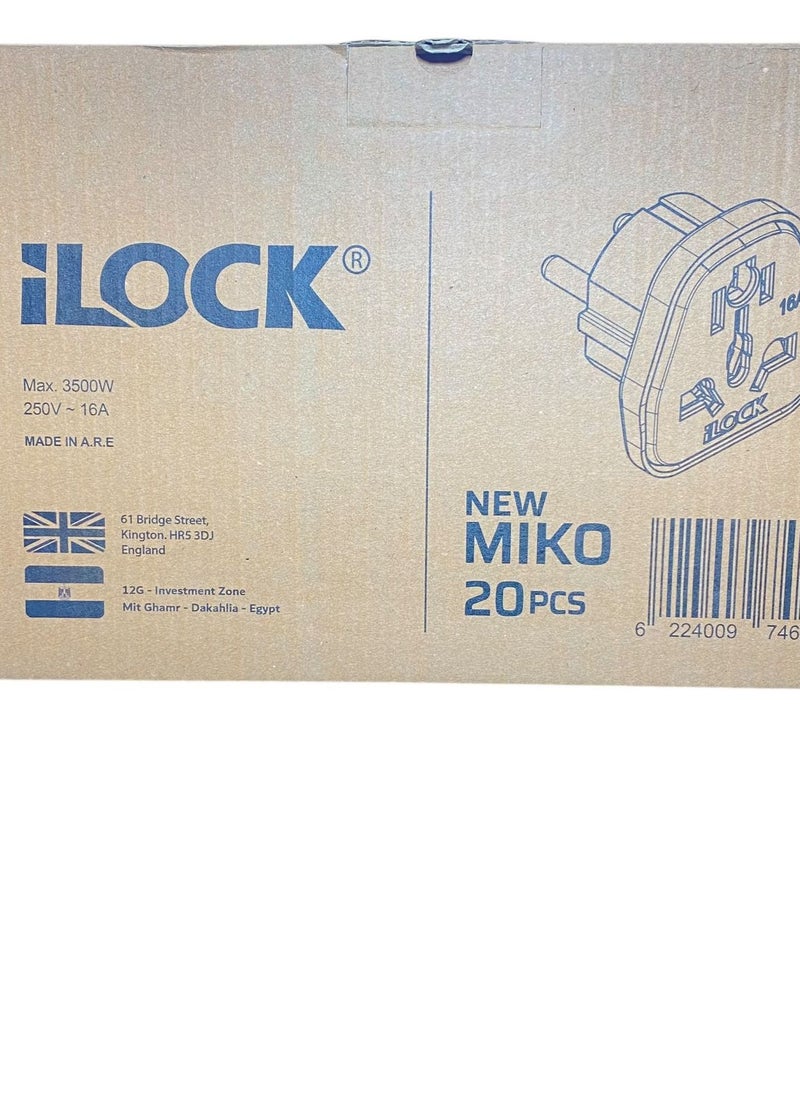 iLOCK®
Max. 3500W
250V ~ 16A
MADE IN A.R.E
61 Bridge Street,
Kington. HR5 3DJ
England
12G - Investment Zone
Mit Ghamr - Dakahlia - Egypt
16A
iLOCK
NEW
MIKO
20PCS
6 224009 746